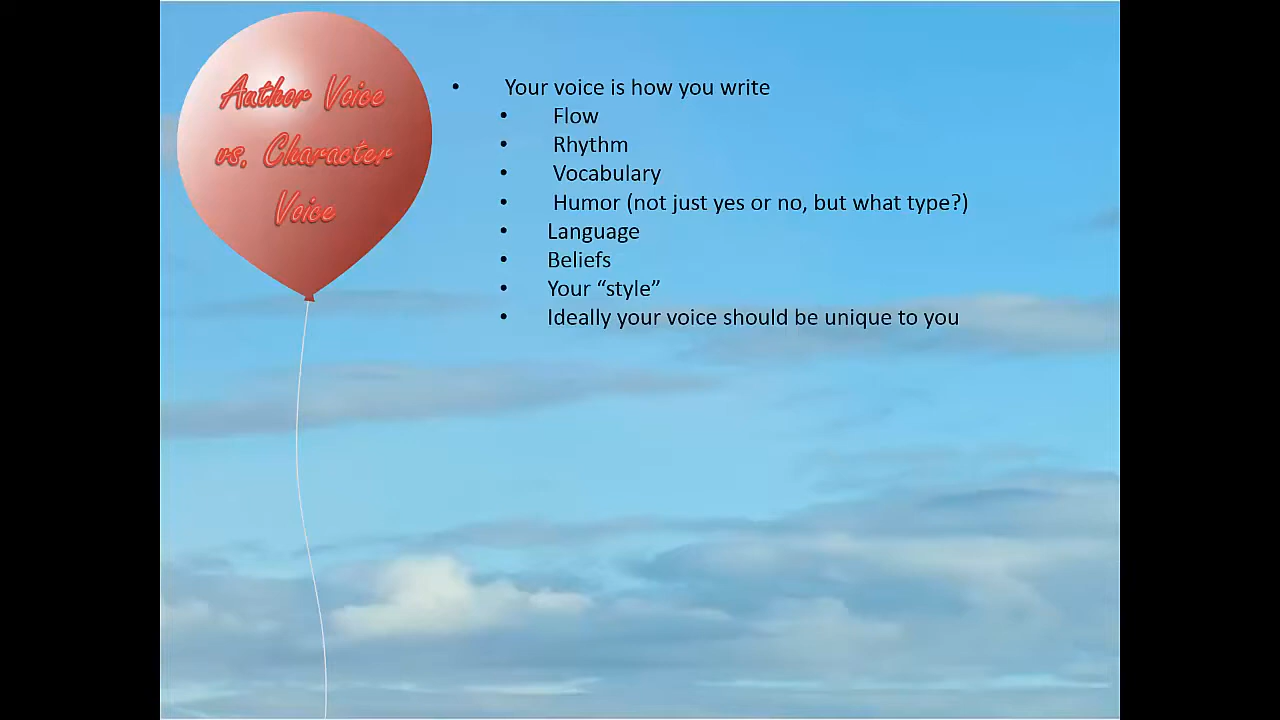 Author Voice
vs. Character
Voice
• Your voice is how you write
• Flow
• Rhythm
• Vocabulary
• Humor (not just yes or no, but what type?)
• Language
• Beliefs
• Your “style”
• Ideally your voice should be unique to you